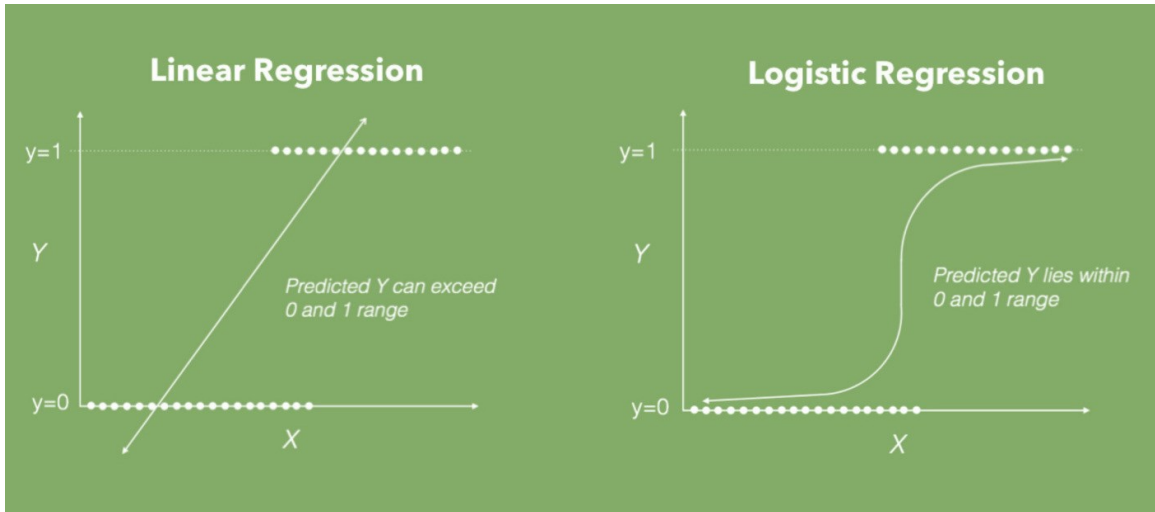 Linear Regression
y=1
Y
Predicted Y can exceed
0 and 1 range
y=0
X
Logistic Regression
y=1
Y
Predicted Y lies within
0 and 1 range
y=0
X